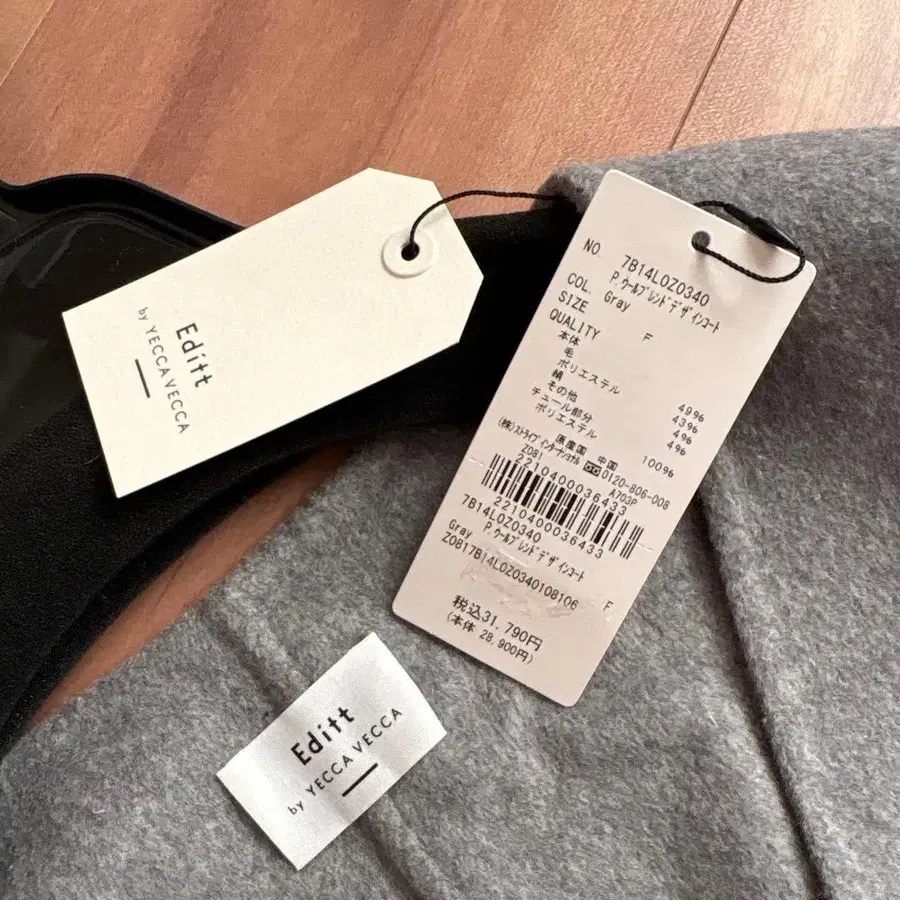 Editt
by YECCA VECCA
NO. 7B14L0Z0340
P.ウールブレンドデザインコート
COL. Gray
SIZE F
QUALITY
本体
毛 49%
ポリエステル 43%
絹 4%
その他 4%
チュール部分
ポリエステル 100%
原産国 中国
(株)ストライプインターナショナル 0120-806-008
Z081 A703P
2210400036433
2210400036433
7B14L0Z0340
P.ウールブレンドデザインコート
Gray F
Z0817B14L0Z0340108106
税込31,790円
(本体 28,900円)
Editt
by YECCA VECCA